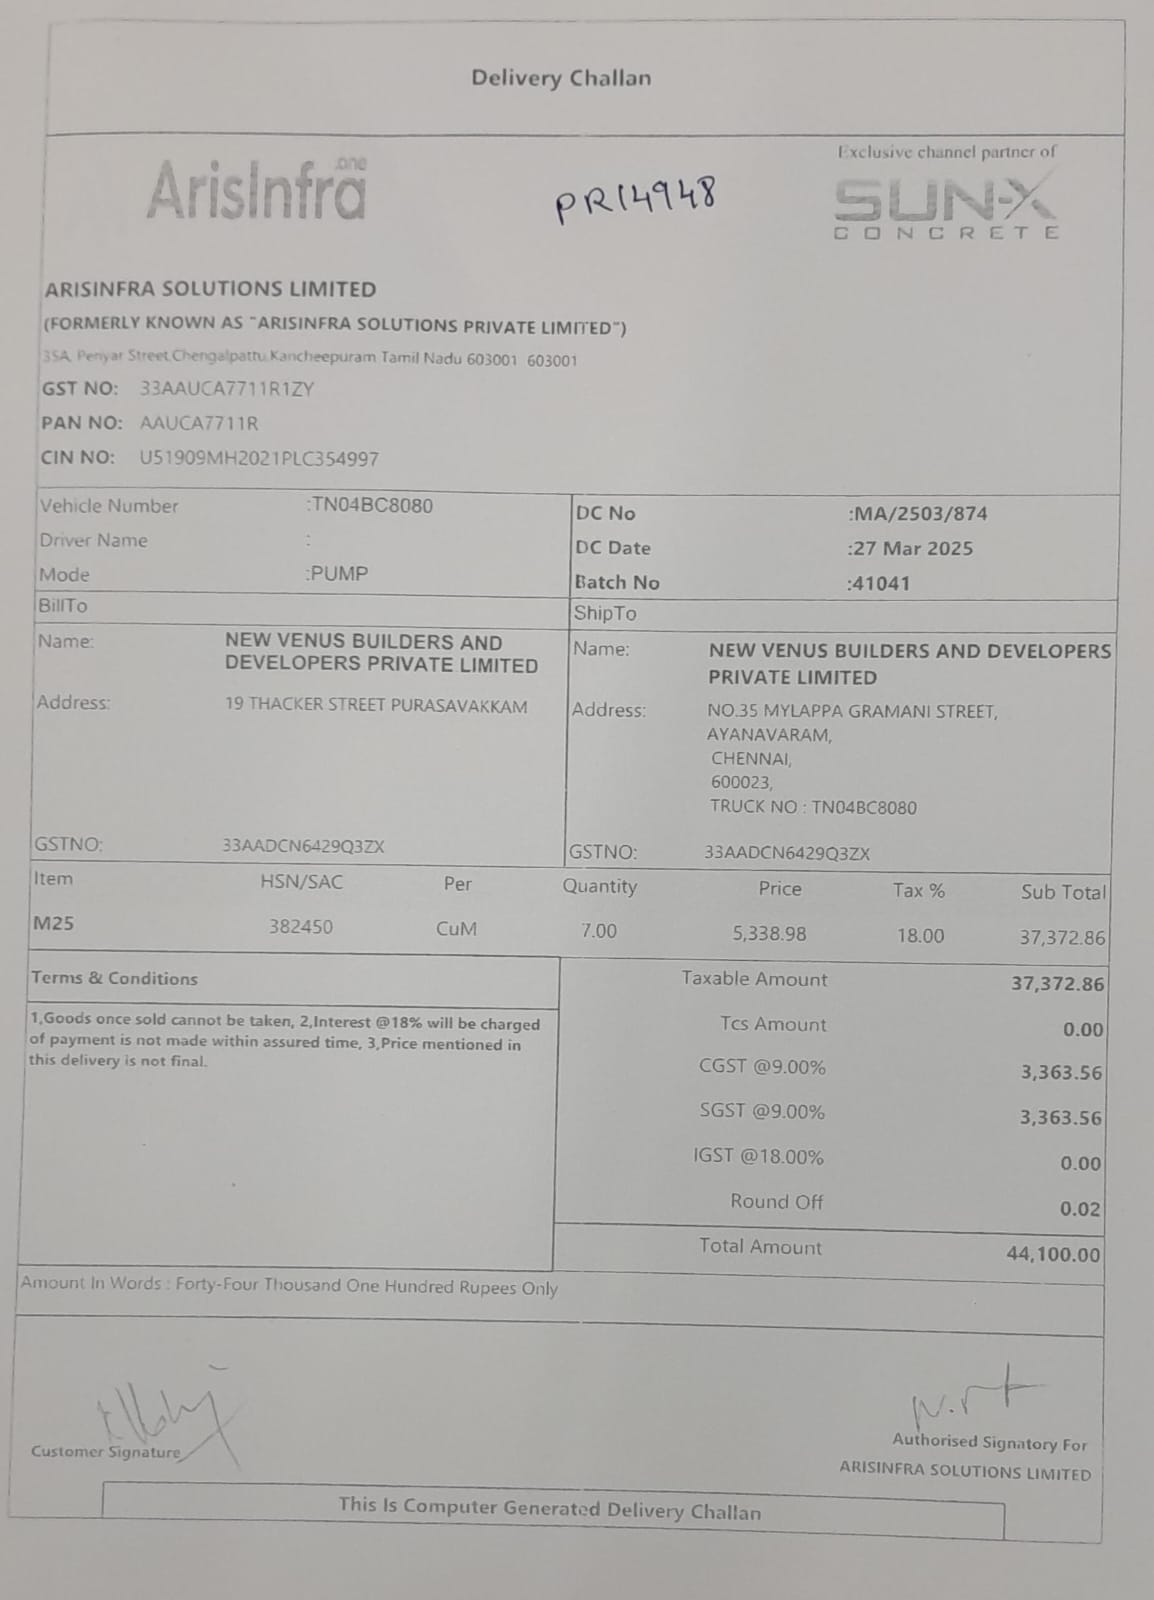 Delivery Challan
ArisInfra .one
PR14948
Exclusive channel partner of
SUN-X
CONCRETE
ARISINFRA SOLUTIONS LIMITED
(FORMERLY KNOWN AS "ARISINFRA SOLUTIONS PRIVATE LIMITED")
35A, Periyar Street,Chengalpattu,Kancheepuram Tamil Nadu 603001 603001
GST NO: 33AAUCA7711R1ZY
PAN NO: AAUCA7711R
CIN NO: U51909MH2021PLC354997
Vehicle Number :TN04BC8080
Driver Name :
Mode :PUMP
DC No :MA/2503/874
DC Date :27 Mar 2025
Batch No :41041
BillTo
Name: NEW VENUS BUILDERS AND
DEVELOPERS PRIVATE LIMITED
Address: 19 THACKER STREET PURASAVAKKAM
GSTNO: 33AADCN6429Q3ZX
ShipTo
Name: NEW VENUS BUILDERS AND DEVELOPERS
PRIVATE LIMITED
Address: NO.35 MYLAPPA GRAMANI STREET,
AYANAVARAM,
CHENNAI,
600023,
TRUCK NO : TN04BC8080
GSTNO: 33AADCN6429Q3ZX
Item HSN/SAC Per Quantity Price Tax % Sub Total
M25 382450 CuM 7.00 5,338.98 18.00 37,372.86
Terms & Conditions
1,Goods once sold cannot be taken, 2,Interest @18% will be charged
of payment is not made within assured time, 3,Price mentioned in
this delivery is not final.
Taxable Amount 37,372.86
Tcs Amount 0.00
CGST @9.00% 3,363.56
SGST @9.00% 3,363.56
IGST @18.00% 0.00
Round Off 0.02
Total Amount 44,100.00
Amount In Words : Forty-Four Thousand One Hundred Rupees Only
Customer Signature
Authorised Signatory For
ARISINFRA SOLUTIONS LIMITED
This Is Computer Generated Delivery Challan